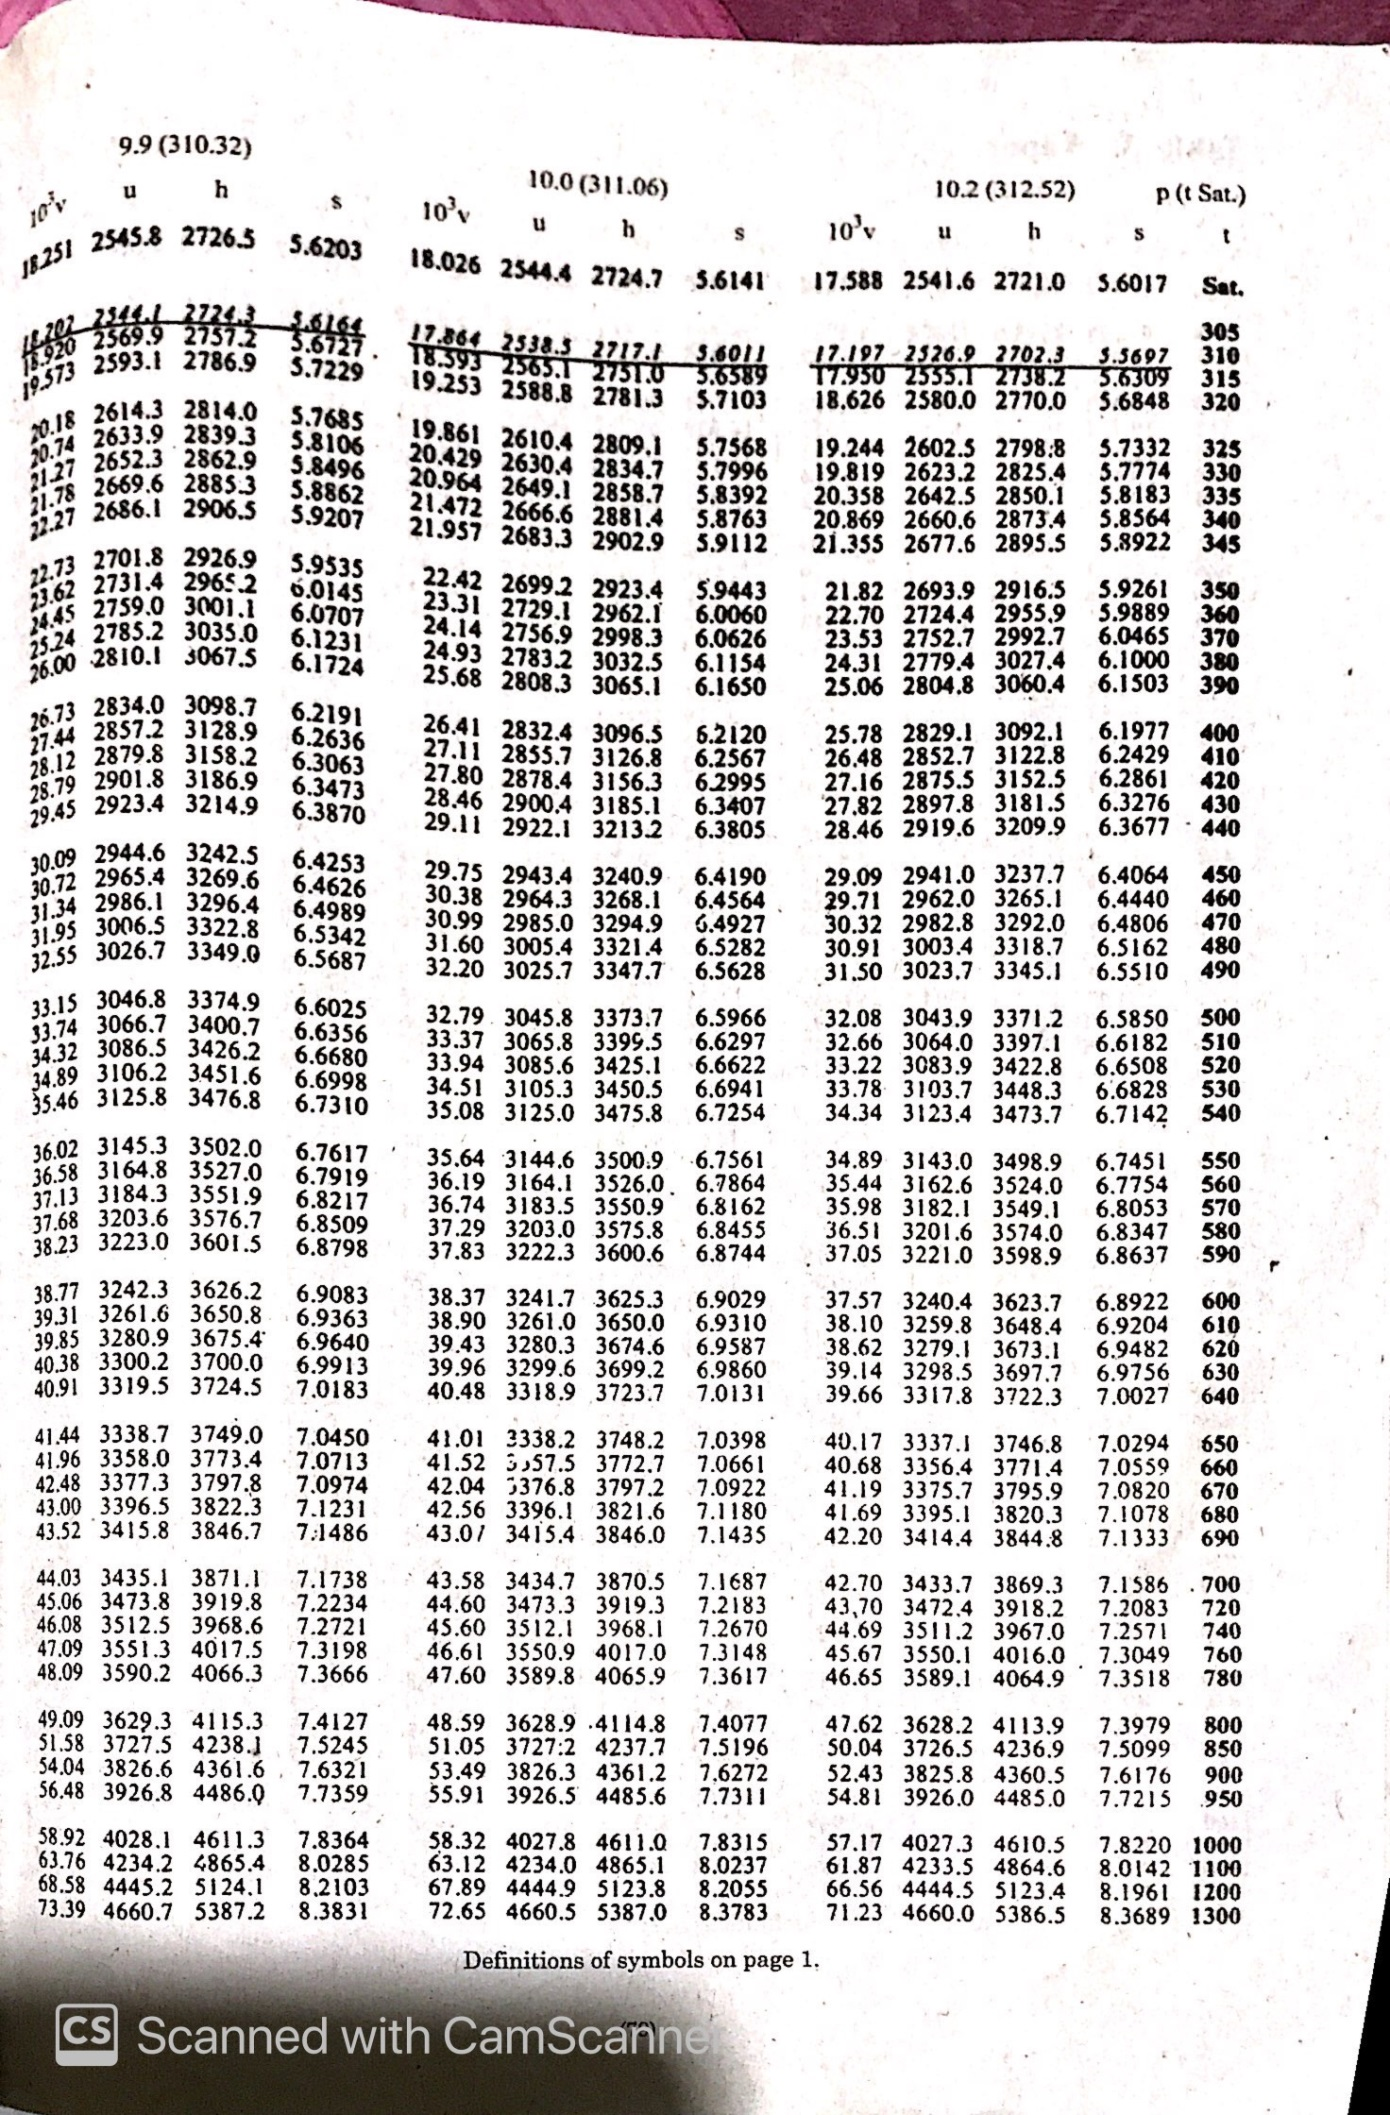 9.9 (310.32) 10.0 (311.06) 10.2 (312.52) p (t Sat.)
10³v u h s 10³v u h s 10³v u h s t
18.251 2545.8 2726.5 5.6203 18.026 2544.4 2724.7 5.6141 17.588 2541.6 2721.0 5.6017 Sat.
305
18.202 2544.1 2724.3 5.6164 17.864 2538.5 2717.1 5.6011 17.197 2526.9 2702.3 5.5697 310
18.920 2569.9 2757.2 5.6727 18.593 2565.1 2751.0 5.6589 17.950 2555.1 2738.2 5.6309 315
19.573 2593.1 2786.9 5.7229 19.253 2588.8 2781.3 5.7103 18.626 2580.0 2770.0 5.6848 320
20.18 2614.3 2814.0 5.7685 19.861 2610.4 2809.1 5.7568 19.244 2602.5 2798.8 5.7332 325
20.74 2633.9 2839.3 5.8106 20.429 2630.4 2834.7 5.7996 19.819 2623.2 2825.4 5.7774 330
21.27 2652.3 2862.9 5.8496 20.964 2649.1 2858.7 5.8392 20.358 2642.5 2850.1 5.8183 335
21.78 2669.6 2885.3 5.8862 21.472 2666.6 2881.4 5.8763 20.869 2660.6 2873.4 5.8564 340
22.27 2686.1 2906.5 5.9207 21.957 2683.3 2902.9 5.9112 21.355 2677.6 2895.5 5.8922 345
22.73 2701.8 2926.9 5.9535 22.42 2699.2 2923.4 5.9443 21.82 2693.9 2916.5 5.9261 350
23.62 2731.4 2965.2 6.0145 23.31 2729.1 2962.1 6.0060 22.70 2724.4 2955.9 5.9889 360
24.45 2759.0 3001.1 6.0707 24.14 2756.9 2998.3 6.0626 23.53 2752.7 2992.7 6.0465 370
25.24 2785.2 3035.0 6.1231 24.93 2783.2 3032.5 6.1154 24.31 2779.4 3027.4 6.1000 380
26.00 2810.1 3067.5 6.1724 25.68 2808.3 3065.1 6.1650 25.06 2804.8 3060.4 6.1503 390
26.73 2834.0 3098.7 6.2191 26.41 2832.4 3096.5 6.2120 25.78 2829.1 3092.1 6.1977 400
27.44 2857.2 3128.9 6.2636 27.11 2855.7 3126.8 6.2567 26.48 2852.7 3122.8 6.2429 410
28.12 2879.8 3158.2 6.3063 27.80 2878.4 3156.3 6.2995 27.16 2875.5 3152.5 6.2861 420
28.79 2901.8 3186.9 6.3473 28.46 2900.4 3185.1 6.3407 27.82 2897.8 3181.5 6.3276 430
29.45 2923.4 3214.9 6.3870 29.11 2922.1 3213.2 6.3805 28.46 2919.6 3209.9 6.3677 440
30.09 2944.6 3242.5 6.4253 29.75 2943.4 3240.9 6.4190 29.09 2941.0 3237.7 6.4064 450
30.72 2965.4 3269.6 6.4626 30.38 2964.3 3268.1 6.4564 29.71 2962.0 3265.1 6.4440 460
31.34 2986.1 3296.4 6.4989 30.99 2985.0 3294.9 6.4927 30.32 2982.8 3292.0 6.4806 470
31.95 3006.5 3322.8 6.5342 31.60 3005.4 3321.4 6.5282 30.91 3003.4 3318.7 6.5162 480
32.55 3026.7 3349.0 6.5687 32.20 3025.7 3347.7 6.5628 31.50 3023.7 3345.1 6.5510 490
33.15 3046.8 3374.9 6.6025 32.79 3045.8 3373.7 6.5966 32.08 3043.9 3371.2 6.5850 500
33.74 3066.7 3400.7 6.6356 33.37 3065.8 3399.5 6.6297 32.66 3064.0 3397.1 6.6182 510
34.32 3086.5 3426.2 6.6680 33.94 3085.6 3425.1 6.6622 33.22 3083.9 3422.8 6.6508 520
34.89 3106.2 3451.6 6.6998 34.51 3105.3 3450.5 6.6941 33.78 3103.7 3448.3 6.6828 530
35.46 3125.8 3476.8 6.7310 35.08 3125.0 3475.8 6.7254 34.34 3123.4 3473.7 6.7142 540
36.02 3145.3 3502.0 6.7617 35.64 3144.6 3500.9 6.7561 34.89 3143.0 3498.9 6.7451 550
36.58 3164.8 3527.0 6.7919 36.19 3164.1 3526.0 6.7864 35.44 3162.6 3524.0 6.7754 560
37.13 3184.3 3551.9 6.8217 36.74 3183.5 3550.9 6.8162 35.98 3182.1 3549.1 6.8053 570
37.68 3203.6 3576.7 6.8509 37.29 3203.0 3575.8 6.8455 36.51 3201.6 3574.0 6.8347 580
38.23 3223.0 3601.5 6.8798 37.83 3222.3 3600.6 6.8744 37.05 3221.0 3598.9 6.8637 590
38.77 3242.3 3626.2 6.9083 38.37 3241.7 3625.3 6.9029 37.57 3240.4 3623.7 6.8922 600
39.31 3261.6 3650.8 6.9363 38.90 3261.0 3650.0 6.9310 38.10 3259.8 3648.4 6.9204 610
39.85 3280.9 3675.4 6.9640 39.43 3280.3 3674.6 6.9587 38.62 3279.1 3673.1 6.9482 620
40.38 3300.2 3700.0 6.9913 39.96 3299.6 3699.2 6.9860 39.14 3298.5 3697.7 6.9756 630
40.91 3319.5 3724.5 7.0183 40.48 3318.9 3723.7 7.0131 39.66 3317.8 3722.3 7.0027 640
41.44 3338.7 3749.0 7.0450 41.01 3338.2 3748.2 7.0398 40.17 3337.1 3746.8 7.0294 650
41.96 3358.0 3773.4 7.0713 41.52 3357.5 3772.7 7.0661 40.68 3356.4 3771.4 7.0559 660
42.48 3377.3 3797.8 7.0974 42.04 3376.8 3797.2 7.0922 41.19 3375.7 3795.9 7.0820 670
43.00 3396.5 3822.3 7.1231 42.56 3396.1 3821.6 7.1180 41.69 3395.1 3820.3 7.1078 680
43.52 3415.8 3846.7 7.1486 43.07 3415.4 3846.0 7.1435 42.20 3414.4 3844.8 7.1333 690
44.03 3435.1 3871.1 7.1738 43.58 3434.7 3870.5 7.1687 42.70 3433.7 3869.3 7.1586 700
45.06 3473.8 3919.8 7.2234 44.60 3473.3 3919.3 7.2183 43.70 3472.4 3918.2 7.2083 720
46.08 3512.5 3968.6 7.2721 45.60 3512.1 3968.1 7.2670 44.69 3511.2 3967.0 7.2571 740
47.09 3551.3 4017.5 7.3198 46.61 3550.9 4017.0 7.3148 45.67 3550.1 4016.0 7.3049 760
48.09 3590.2 4066.3 7.3666 47.60 3589.8 4065.9 7.3617 46.65 3589.1 4064.9 7.3518 780
49.09 3629.3 4115.3 7.4127 48.59 3628.9 4114.8 7.4077 47.62 3628.2 4113.9 7.3979 800
51.58 3727.5 4238.1 7.5245 51.05 3727.2 4237.7 7.5196 50.04 3726.5 4236.9 7.5099 850
54.04 3826.6 4361.6 7.6321 53.49 3826.3 4361.2 7.6272 52.43 3825.8 4360.5 7.6176 900
56.48 3926.8 4486.0 7.7359 55.91 3926.5 4485.6 7.7311 54.81 3926.0 4485.0 7.7215 950
58.92 4028.1 4611.3 7.8364 58.32 4027.8 4611.0 7.8315 57.17 4027.3 4610.5 7.8220 1000
63.76 4234.2 4865.4 8.0285 63.12 4234.0 4865.1 8.0237 61.87 4233.5 4864.6 8.0142 1100
68.58 4445.2 5124.1 8.2103 67.89 4444.9 5123.8 8.2055 66.56 4444.5 5123.4 8.1961 1200
73.39 4660.7 5387.2 8.3831 72.65 4660.5 5387.0 8.3783 71.23 4660.0 5386.5 8.3689 1300
Definitions of symbols on page 1.
CS Scanned with CamScanner